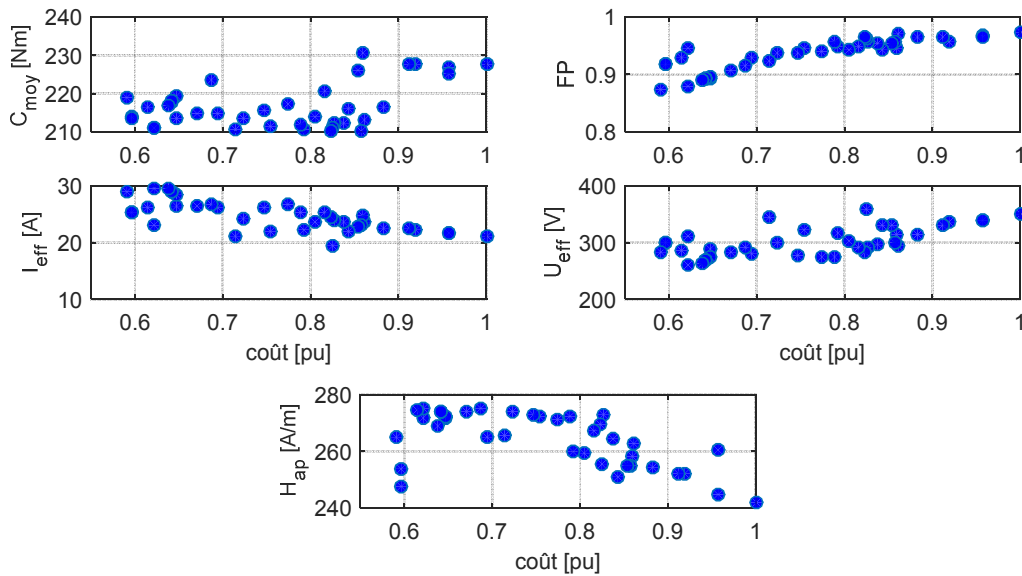 240
230
220
210
C_moy [Nm]
0.6 0.7 0.8 0.9 1
1
0.9
0.8
FP
0.6 0.7 0.8 0.9 1
30
20
10
I_eff [A]
0.6 0.7 0.8 0.9 1
coût [pu]
400
300
200
U_eff [V]
0.6 0.7 0.8 0.9 1
coût [pu]
280
260
240
H_ap [A/m]
0.6 0.7 0.8 0.9 1
coût [pu]